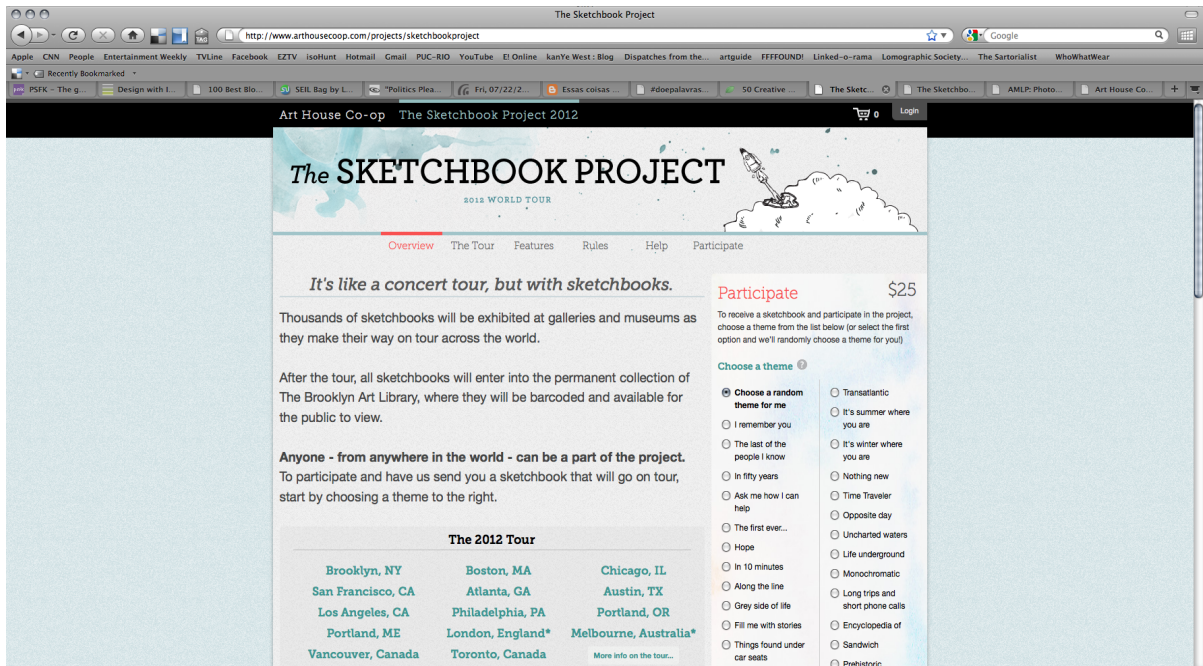 The Sketchbook Project
http://www.arthousecoop.com/projects/sketchbookproject
Google
TAG
Apple CNN People Entertainment Weekly TVLine Facebook EZTV isoHunt Hotmail Gmail PUC-RIO YouTube E! Online kanYe West : Blog Dispatches from the... artguide FFFFOUND! Linked-o-rama Lomographic Society... The Sartorialist WhoWhatWear
Recently Bookmarked
PSFK - The g... Design with I... 100 Best Blo... SEIL Bag by L... "Politics Plea... Fri, 07/22/2... Essas coisas ... #doepalavras... 50 Creative ... The Sketc... The Sketchbo... AMLP: Photo... Art House Co...
Art House Co-op The Sketchbook Project 2012 0 Login
The SKETCHBOOK PROJECT
2012 WORLD TOUR
Overview The Tour Features Rules Help Participate
It's like a concert tour, but with sketchbooks.
Thousands of sketchbooks will be exhibited at galleries and museums as
they make their way on tour across the world.
After the tour, all sketchbooks will enter into the permanent collection of
The Brooklyn Art Library, where they will be barcoded and available for
the public to view.
Anyone - from anywhere in the world - can be a part of the project.
To participate and have us send you a sketchbook that will go on tour,
start by choosing a theme to the right.
The 2012 Tour
Brooklyn, NY Boston, MA Chicago, IL
San Francisco, CA Atlanta, GA Austin, TX
Los Angeles, CA Philadelphia, PA Portland, OR
Portland, ME London, England* Melbourne, Australia*
Vancouver, Canada Toronto, Canada More info on the tour...
Participate $25
To receive a sketchbook and participate in the project,
choose a theme from the list below (or select the first
option and we'll randomly choose a theme for you!)
Choose a theme ?
Choose a random
theme for me
I remember you
The last of the
people I know
In fifty years
Ask me how I can
help
The first ever...
Hope
In 10 minutes
Along the line
Grey side of life
Fill me with stories
Things found under
car seats
Transatlantic
It's summer where
you are
It's winter where
you are
Nothing new
Time Traveler
Opposite day
Uncharted waters
Life underground
Monochromatic
Long trips and
short phone calls
Encyclopedia of
Sandwich
Prehistoric